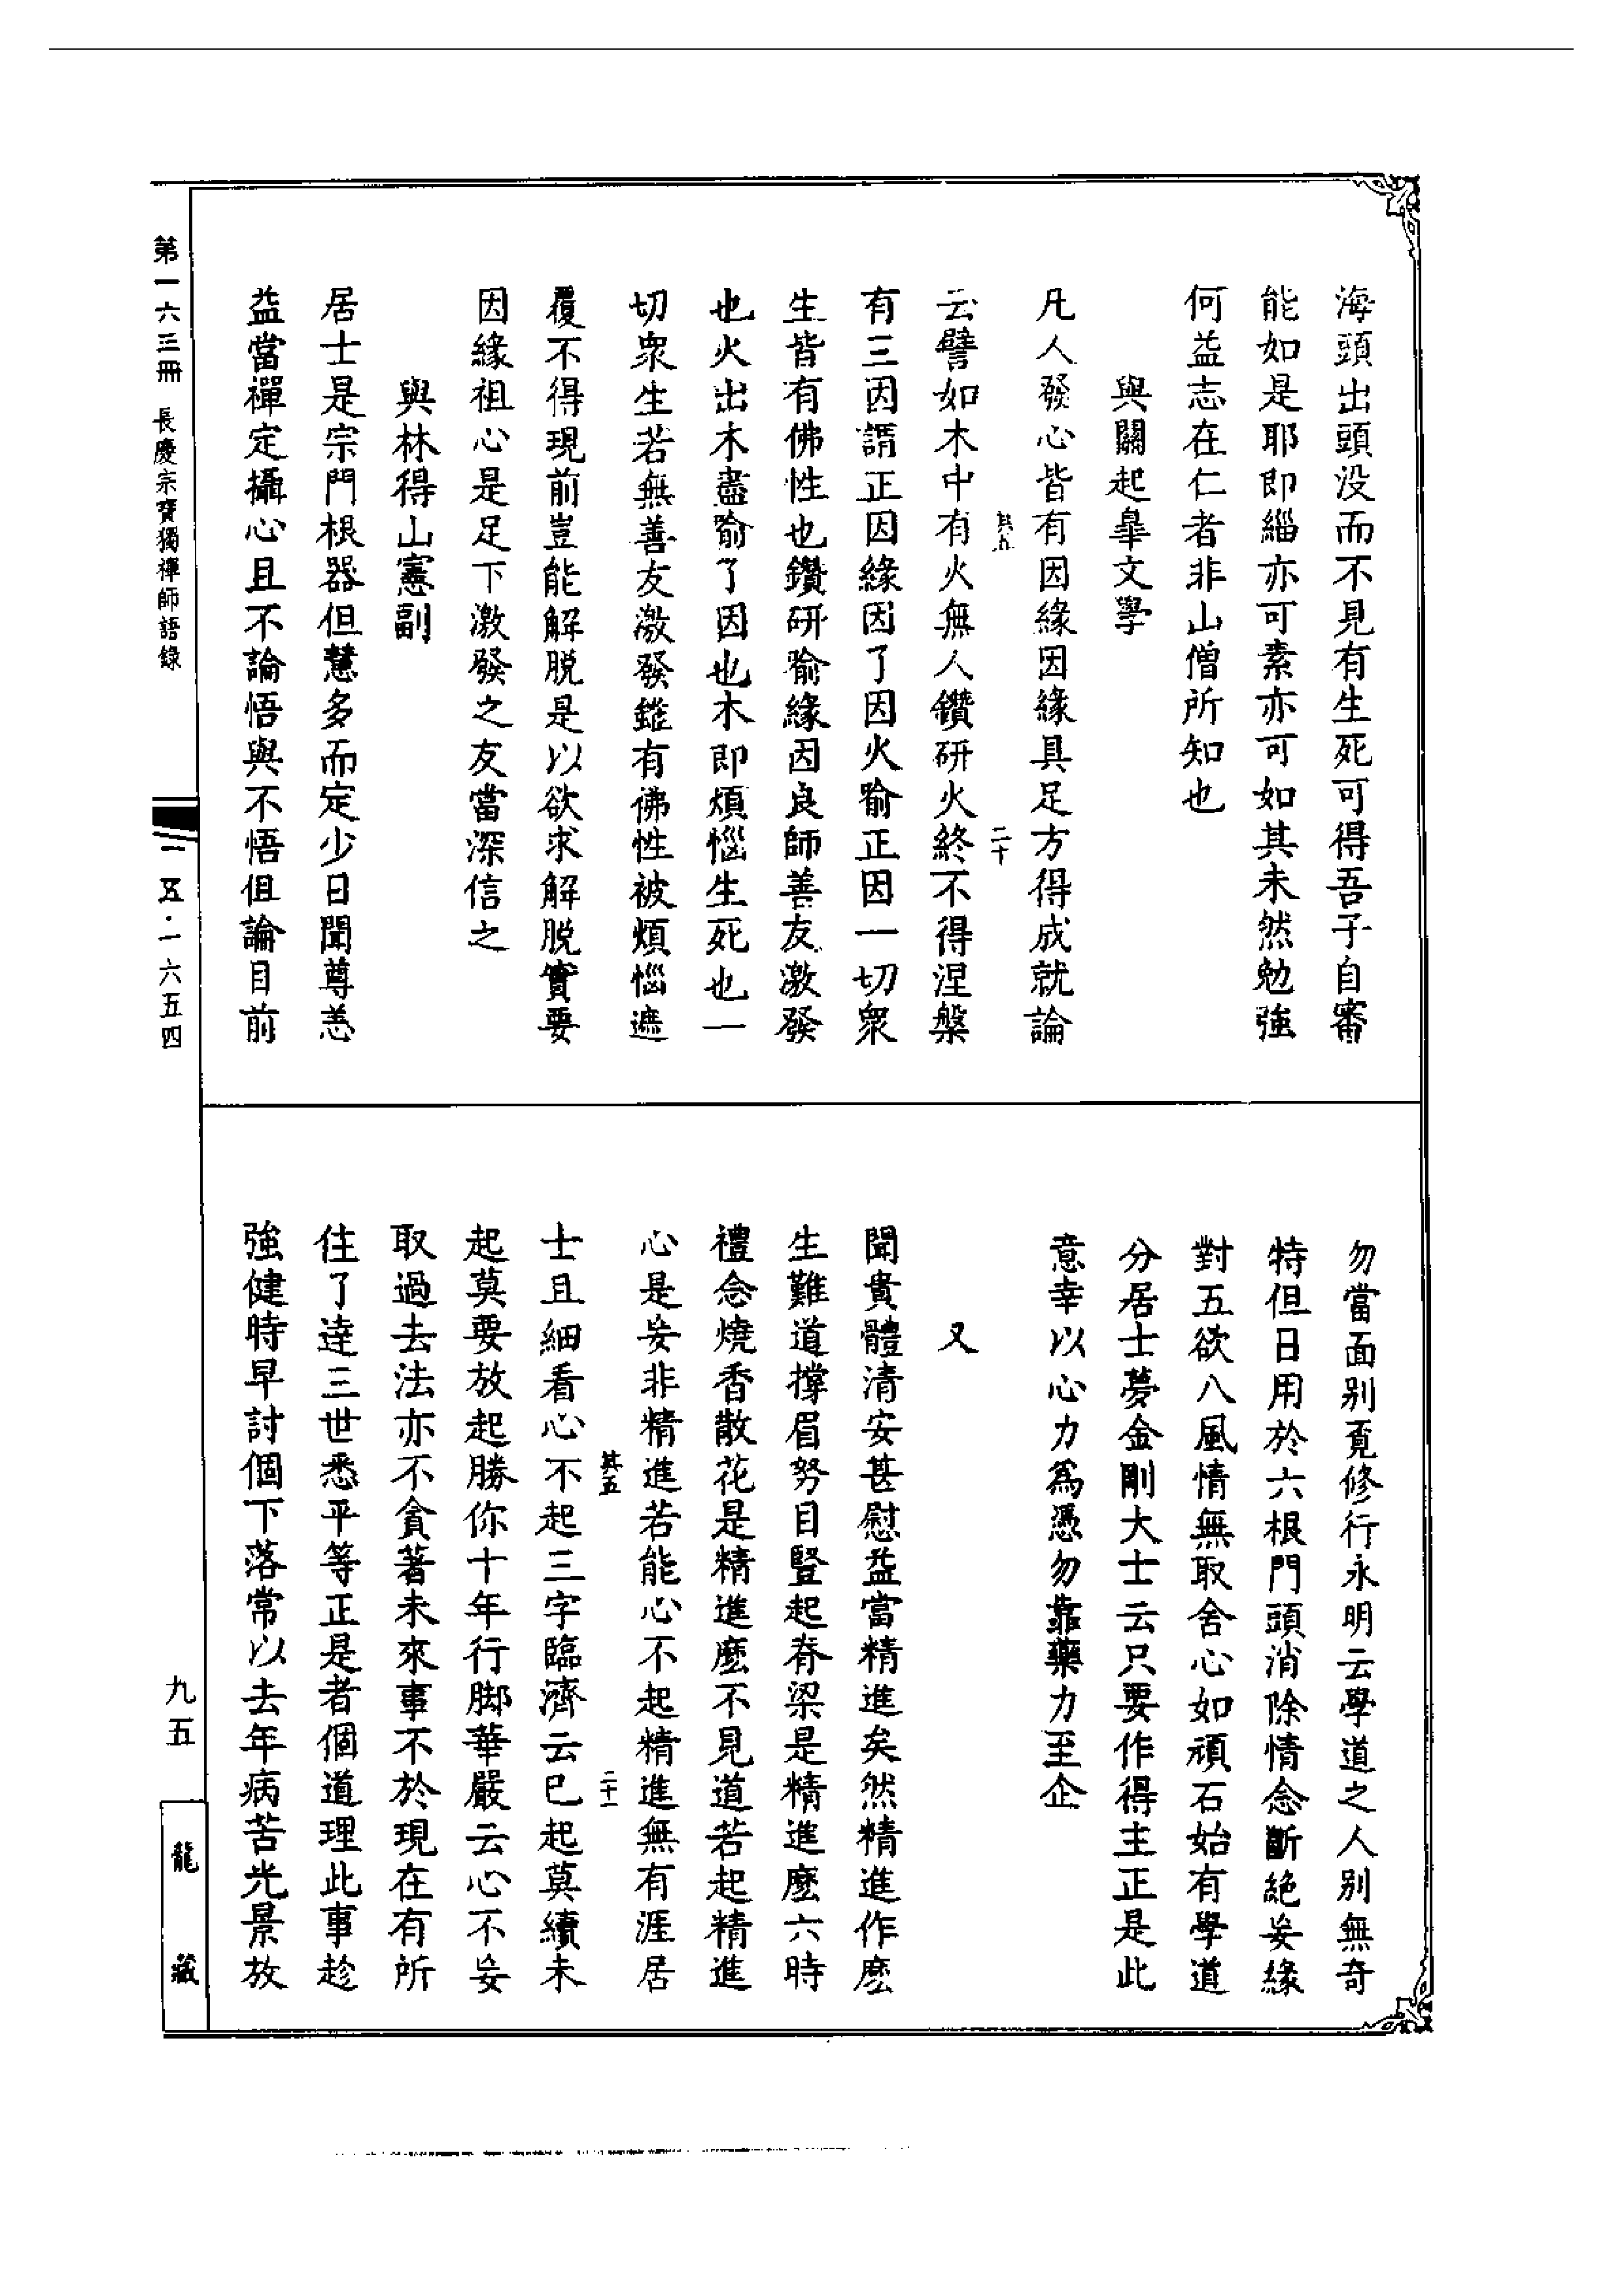 海頭出頭没而不見有生死可得吾子自審
能如是耶即緇亦可素亦可如其未然勉強
何益志在仁者非山僧所知也
與關起皐文學
凡人發心皆有因緣因緣具足方得成就論
其五
二十
云譬如木中有火無人鑽研火終不得涅槃
有三因謂正因緣因了因火喻正因一切衆
生皆有佛性也鑽研喻緣因良師善友激發
也火出木盡喻了因也木即煩惱生死也一
切衆生若無善友激發雖有佛性被煩惱遮
覆不得現前豈能解脱是以欲求解脱實要
因緣祖心是足下激發之友當深信之
與林得山憲副
居士是宗門根器但慧多而定少日聞尊恙
益當禪定攝心且不論悟與不悟但論目前
勿當面别覔修行永明云學道之人别無奇
特但日用於六根門頭消除情念斷絶妄緣
對五欲八風情無取舍心如頑石始有學道
分居士夢金剛大士云只要作得主正是此
意幸以心力為憑勿靠藥力至企
又
聞貴體清安甚慰益當精進矣然精進作麽
生難道撑眉努目豎起脊梁是精進麽六時
禮念燒香散花是精進麽不見道若起精進
心是妄非精進若能心不起精進無有涯居
其五
二十一
士且細看心不起三字臨濟云已起莫續未
起莫要放起勝你十年行脚華嚴云心不妄
取過去法亦不貪著未來事不於現在有所
住了達三世悉平等正是者個道理此事趁
強健時早討個下落常以去年病苦光景放
第一六三冊 長慶宗寶獨禪師語錄
一五·一六五四
九五
龍藏